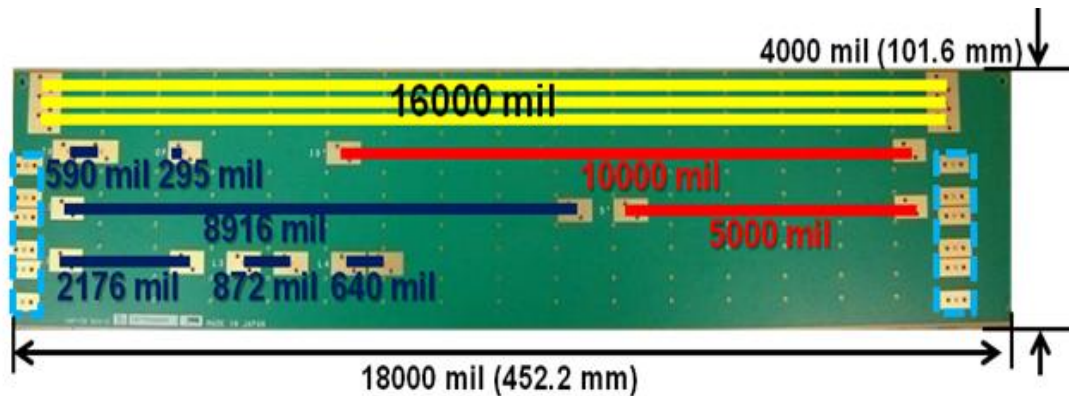 4000 mil (101.6 mm)
16000 mil
590 mil 295 mil
10000 mil
8916 mil
5000 mil
2176 mil 872 mil 640 mil
MADE IN JAPAN
18000 mil (452.2 mm)